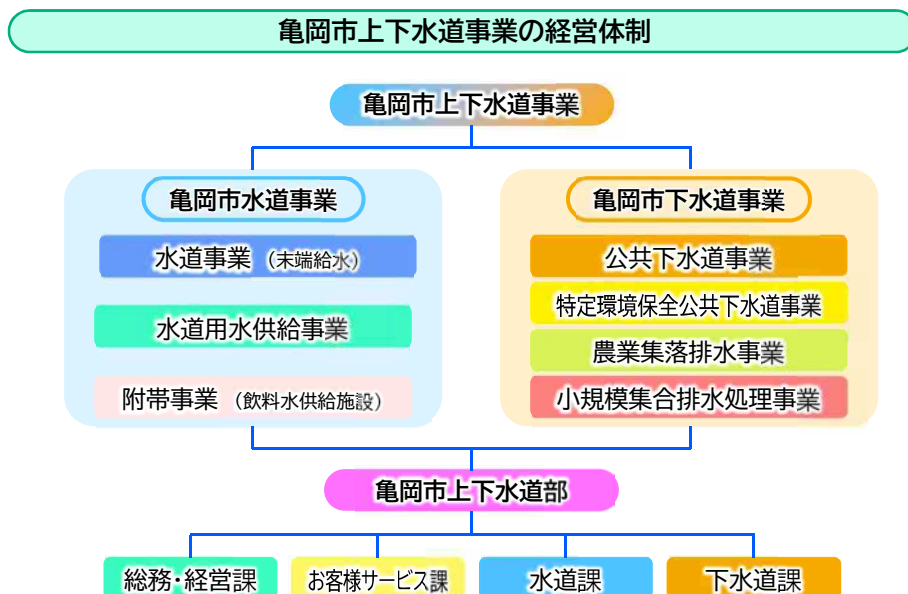 亀岡市上下水道事業の経営体制
亀岡市上下水道事業
亀岡市水道事業
水道事業（末端給水）
水道用水供給事業
附帯事業（飲料水供給施設）
亀岡市下水道事業
公共下水道事業
特定環境保全公共下水道事業
農業集落排水事業
小規模集合排水処理事業
亀岡市上下水道部
総務・経営課
お客様サービス課
水道課
下水道課